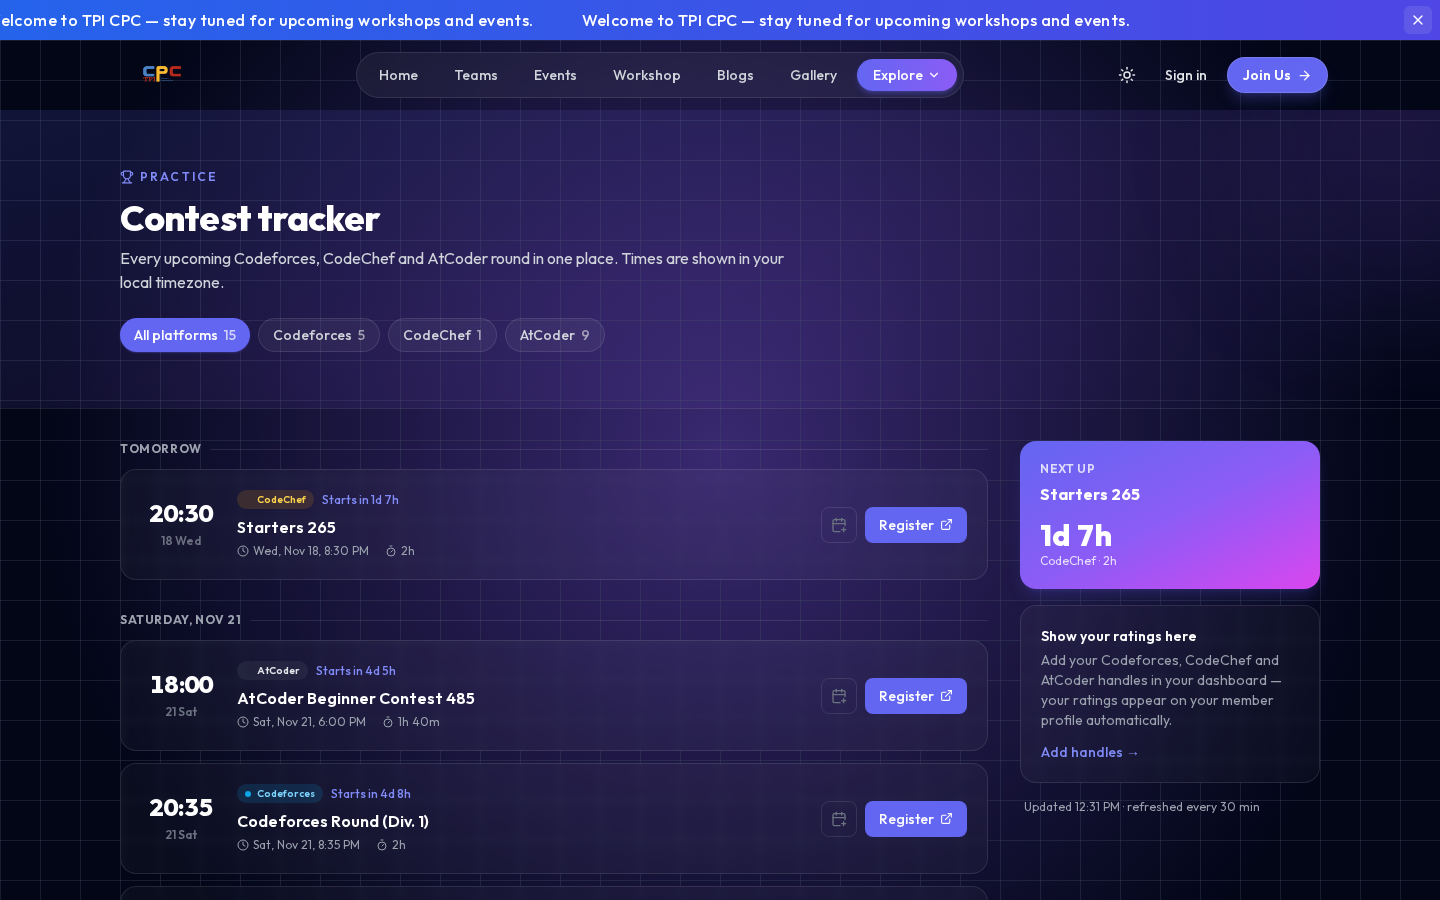 elcome to TPI CPC — stay tuned for upcoming workshops and events. Welcome to TPI CPC — stay tuned for upcoming workshops and events.
CPC
Home Teams Events Workshop Blogs Gallery Explore
Sign in Join Us →
PRACTICE
Contest tracker
Every upcoming Codeforces, CodeChef and AtCoder round in one place. Times are shown in your
local timezone.
All platforms 15 Codeforces 5 CodeChef 1 AtCoder 9
TOMORROW
20:30
18 Wed
CodeChef Starts in 1d 7h
Starters 265
Wed, Nov 18, 8:30 PM 2h
Register
SATURDAY, NOV 21
18:00
21 Sat
AtCoder Starts in 4d 5h
AtCoder Beginner Contest 485
Sat, Nov 21, 6:00 PM 1h 40m
Register
20:35
21 Sat
Codeforces Starts in 4d 8h
Codeforces Round (Div. 1)
Sat, Nov 21, 8:35 PM 2h
Register
NEXT UP
Starters 265
1d 7h
CodeChef · 2h
Show your ratings here
Add your Codeforces, CodeChef and
AtCoder handles in your dashboard —
your ratings appear on your member
profile automatically.
Add handles →
Updated 12:31 PM · refreshed every 30 min